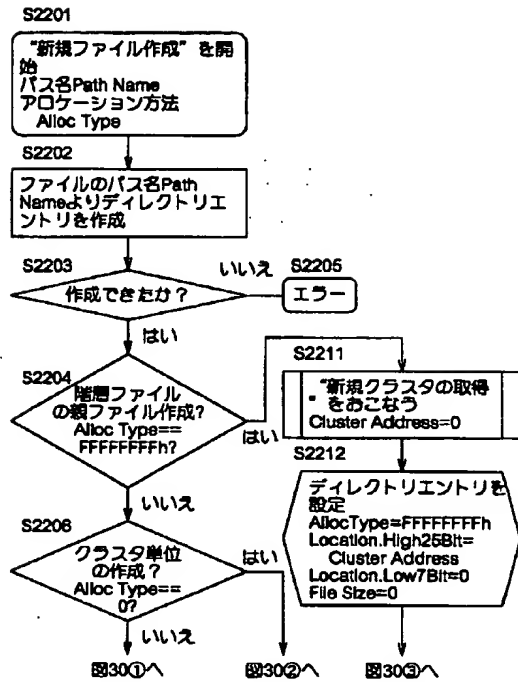 S2201
“新規ファイル作成” を開
始
パス名Path Name
アロケーション方法
Alloc Type
S2202
ファイルのパス名Path
Nameよりディレクトリエ
ントリを作成
S2203
作成できたか？
いいえ
S2205
エラー
はい
S2204
階層ファイル
の親ファイル作成?
Alloc Type==
FFFFFFFFh?
はい
S2211
“新規クラスタの取得
” をおこなう
Cluster Address=0
S2212
ディレクトリエントリを
設定
AllocType=FFFFFFFFh
Location.High25Bit=
Cluster Address
Location.Low7Bit=0
File Size=0
いいえ
S2206
クラスタ単位
の作成？
Alloc Type==
0?
はい
いいえ
図30①へ
図30②へ
図30③へ